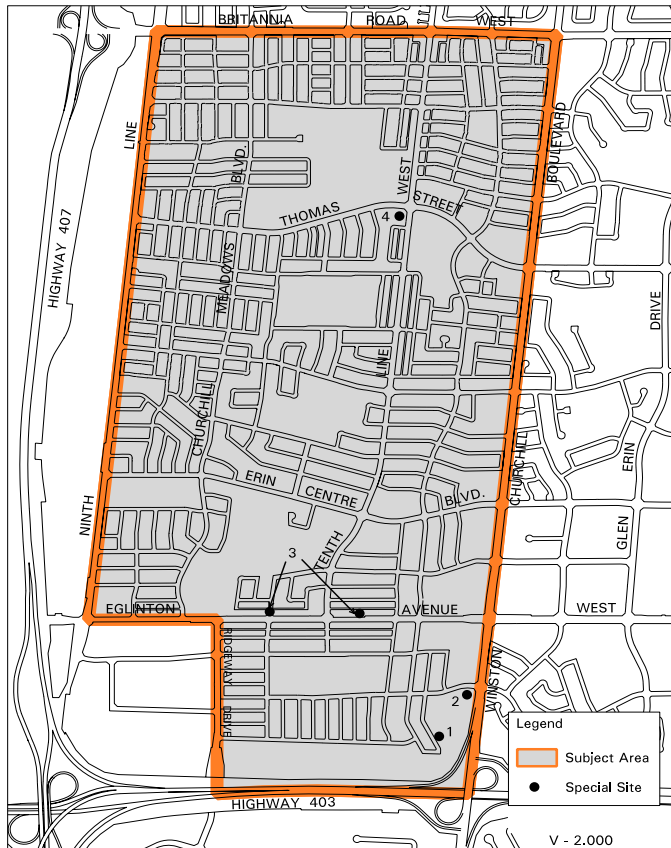 BRITANNIA ROAD WEST
LINE
BLVD.
BOULEVARD
WEST
THOMAS STREET
4
HIGHWAY 407
MEADOWS
DRIVE
LINE
CHURCHILL
CHURCHILL
ERIN CENTRE BLVD.
ERIN
NINTH
GLEN
3
TENTH
EGLINTON AVENUE WEST
RIDGEWAY DRIVE
WINSTON
2
1
HIGHWAY 403
Legend
Subject Area
Special Site
V - 2.000